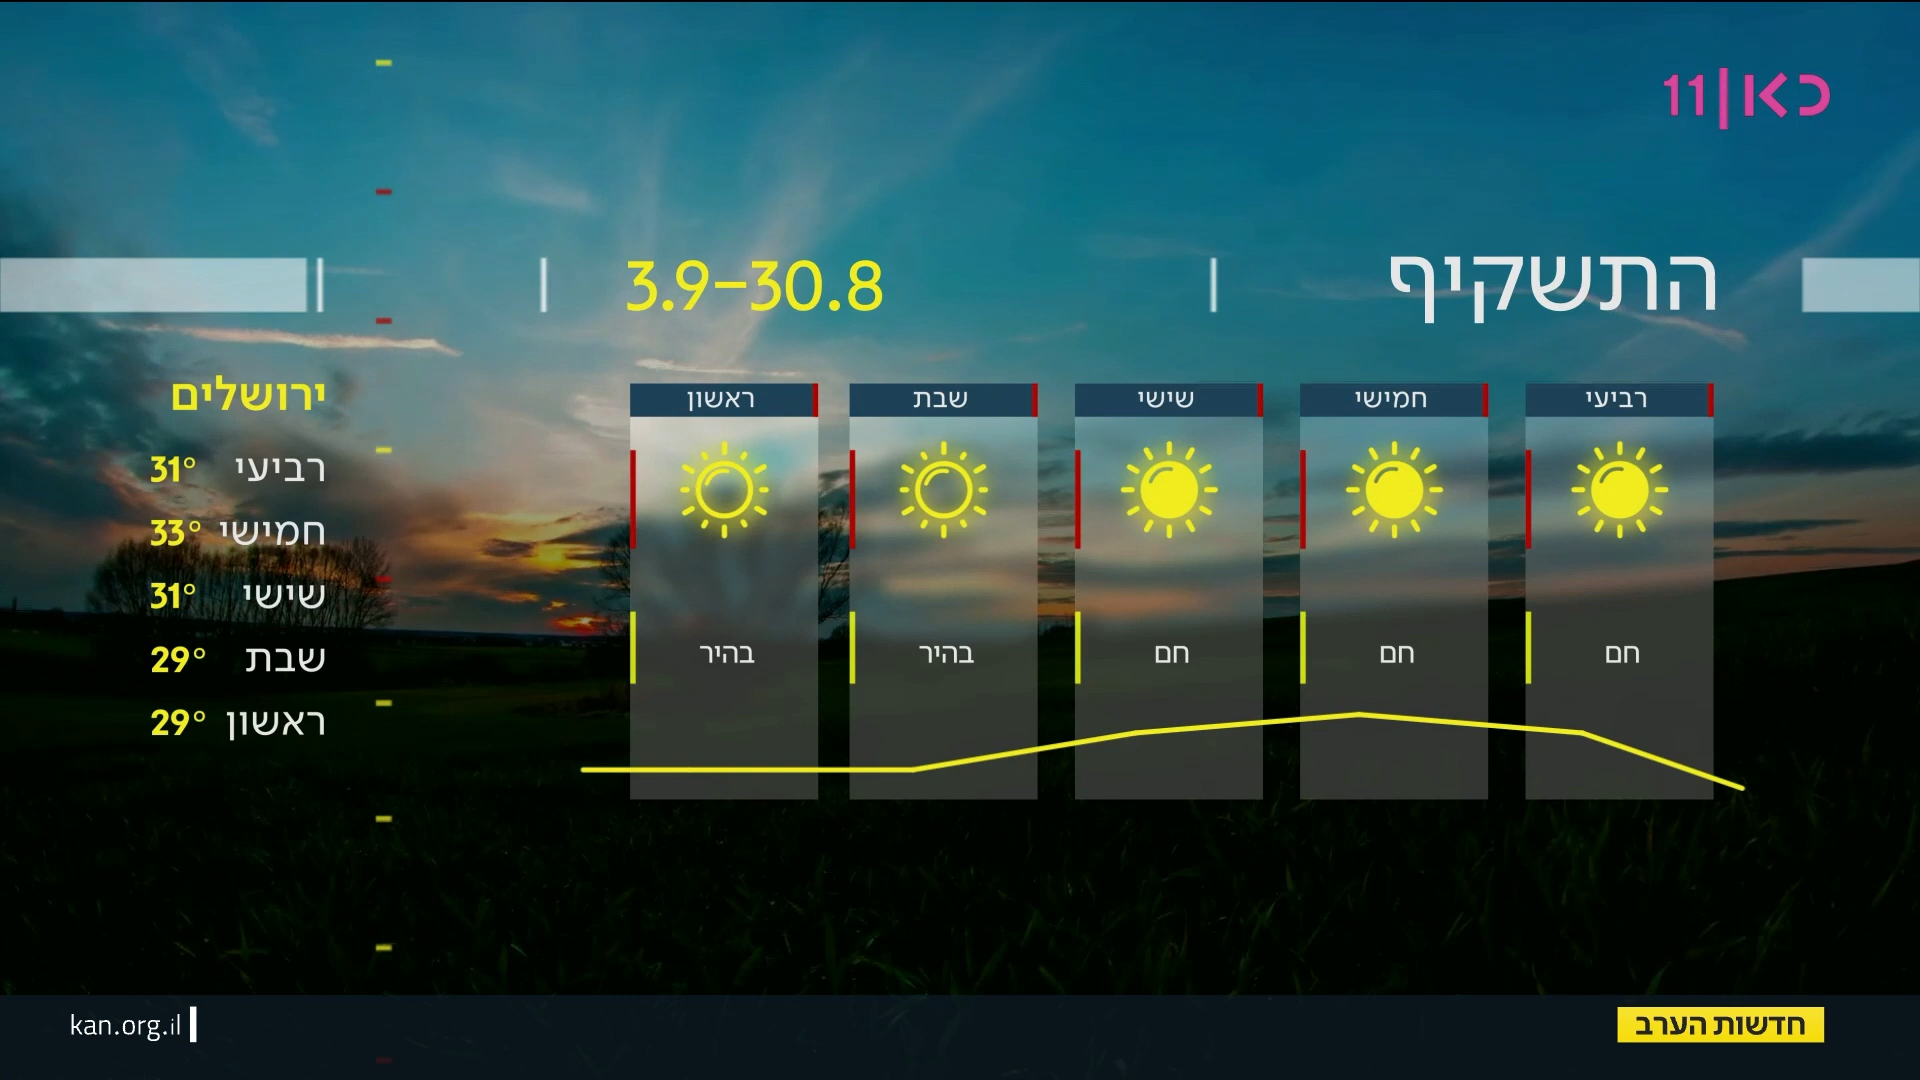 כאן|11
התשקיף
3.9-30.8
רביעי
חמישי
שישי
שבת
ראשון
חם
חם
חם
בהיר
בהיר
ירושלים
רביעי 31°
חמישי 33°
שישי 31°
שבת 29°
ראשון 29°
חדשות הערב
kan.org.il